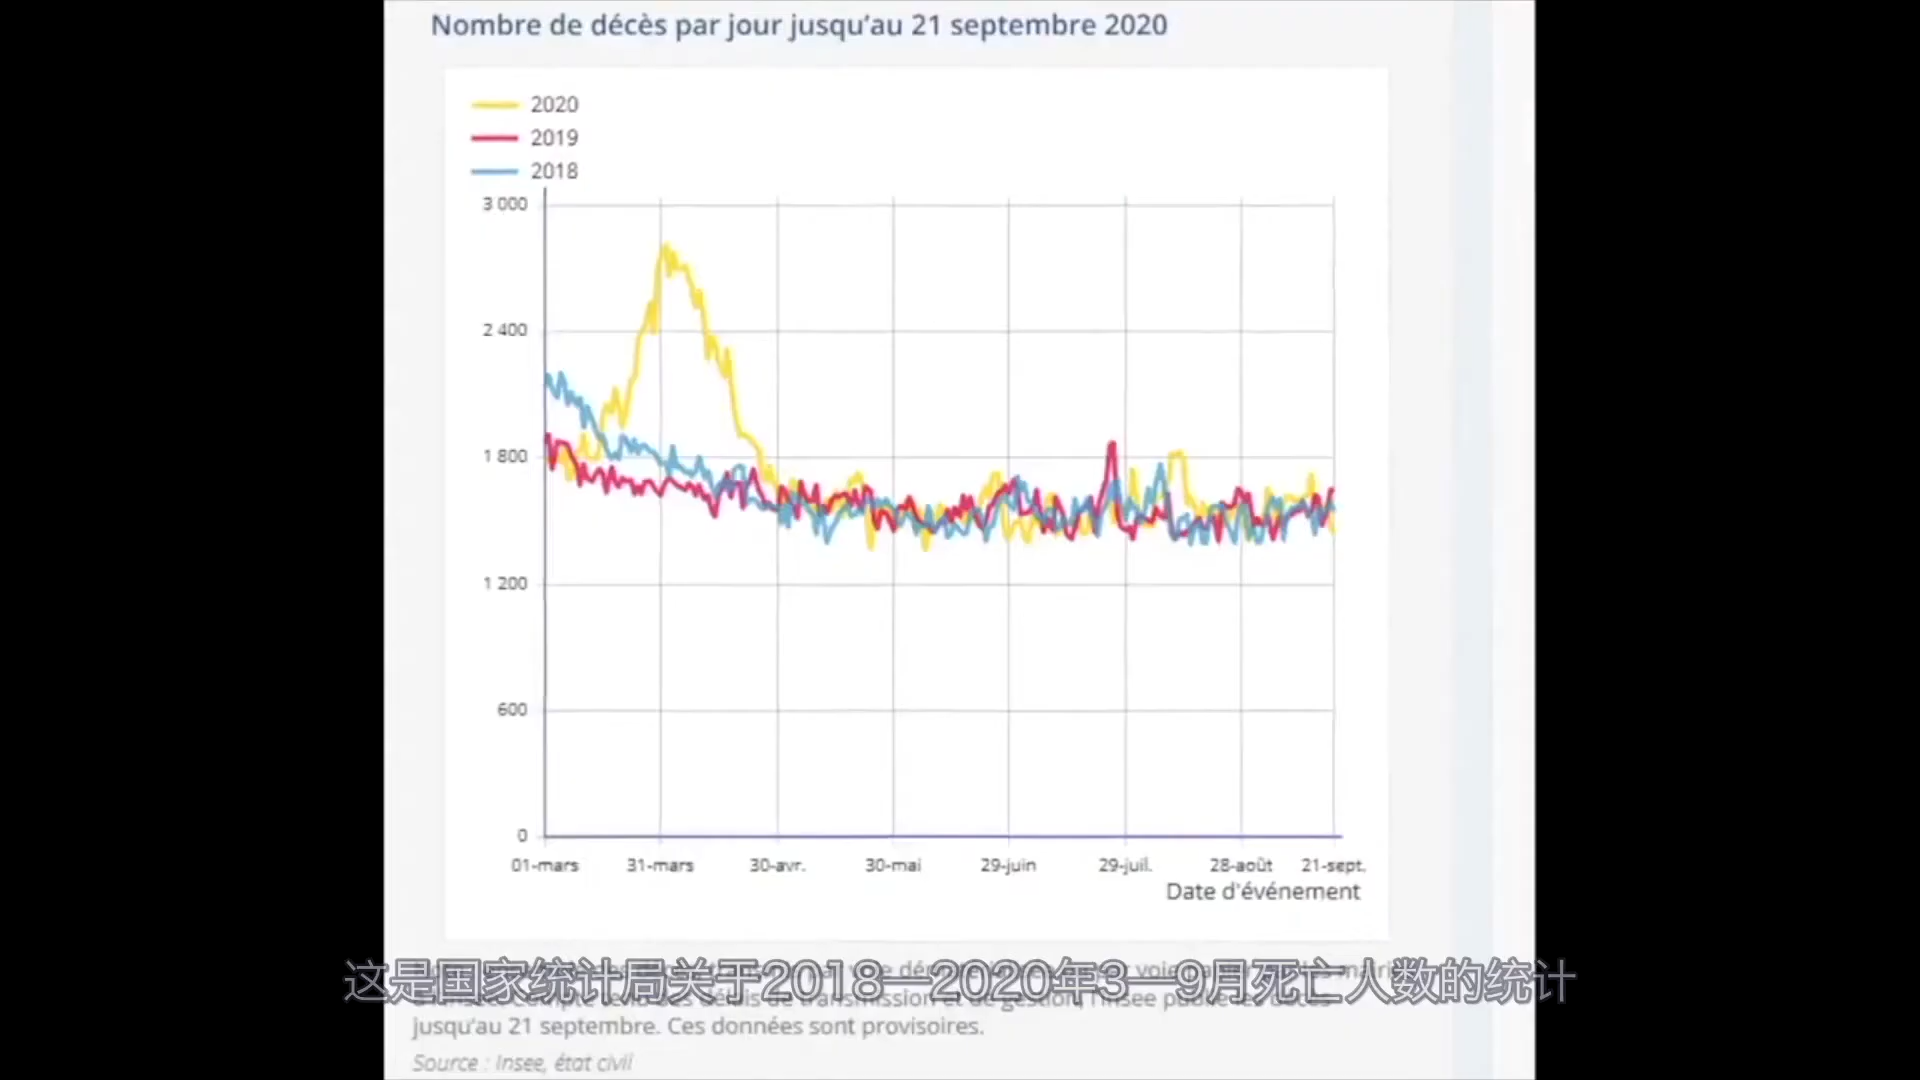 Nombre de décès par jour jusqu'au 21 septembre 2020
2020
2019
2018
3 000
2 400
1 800
1 200
600
0
01-mars 31-mars 30-avr. 30-mai 29-juin 29-juil. 28-août 21-sept.
Date d'événement
这是国家统计局关于2018—2020年3—9月死亡人数的统计
jusqu'au 21 septembre. Ces données sont provisoires.
Source : Insee, état civil